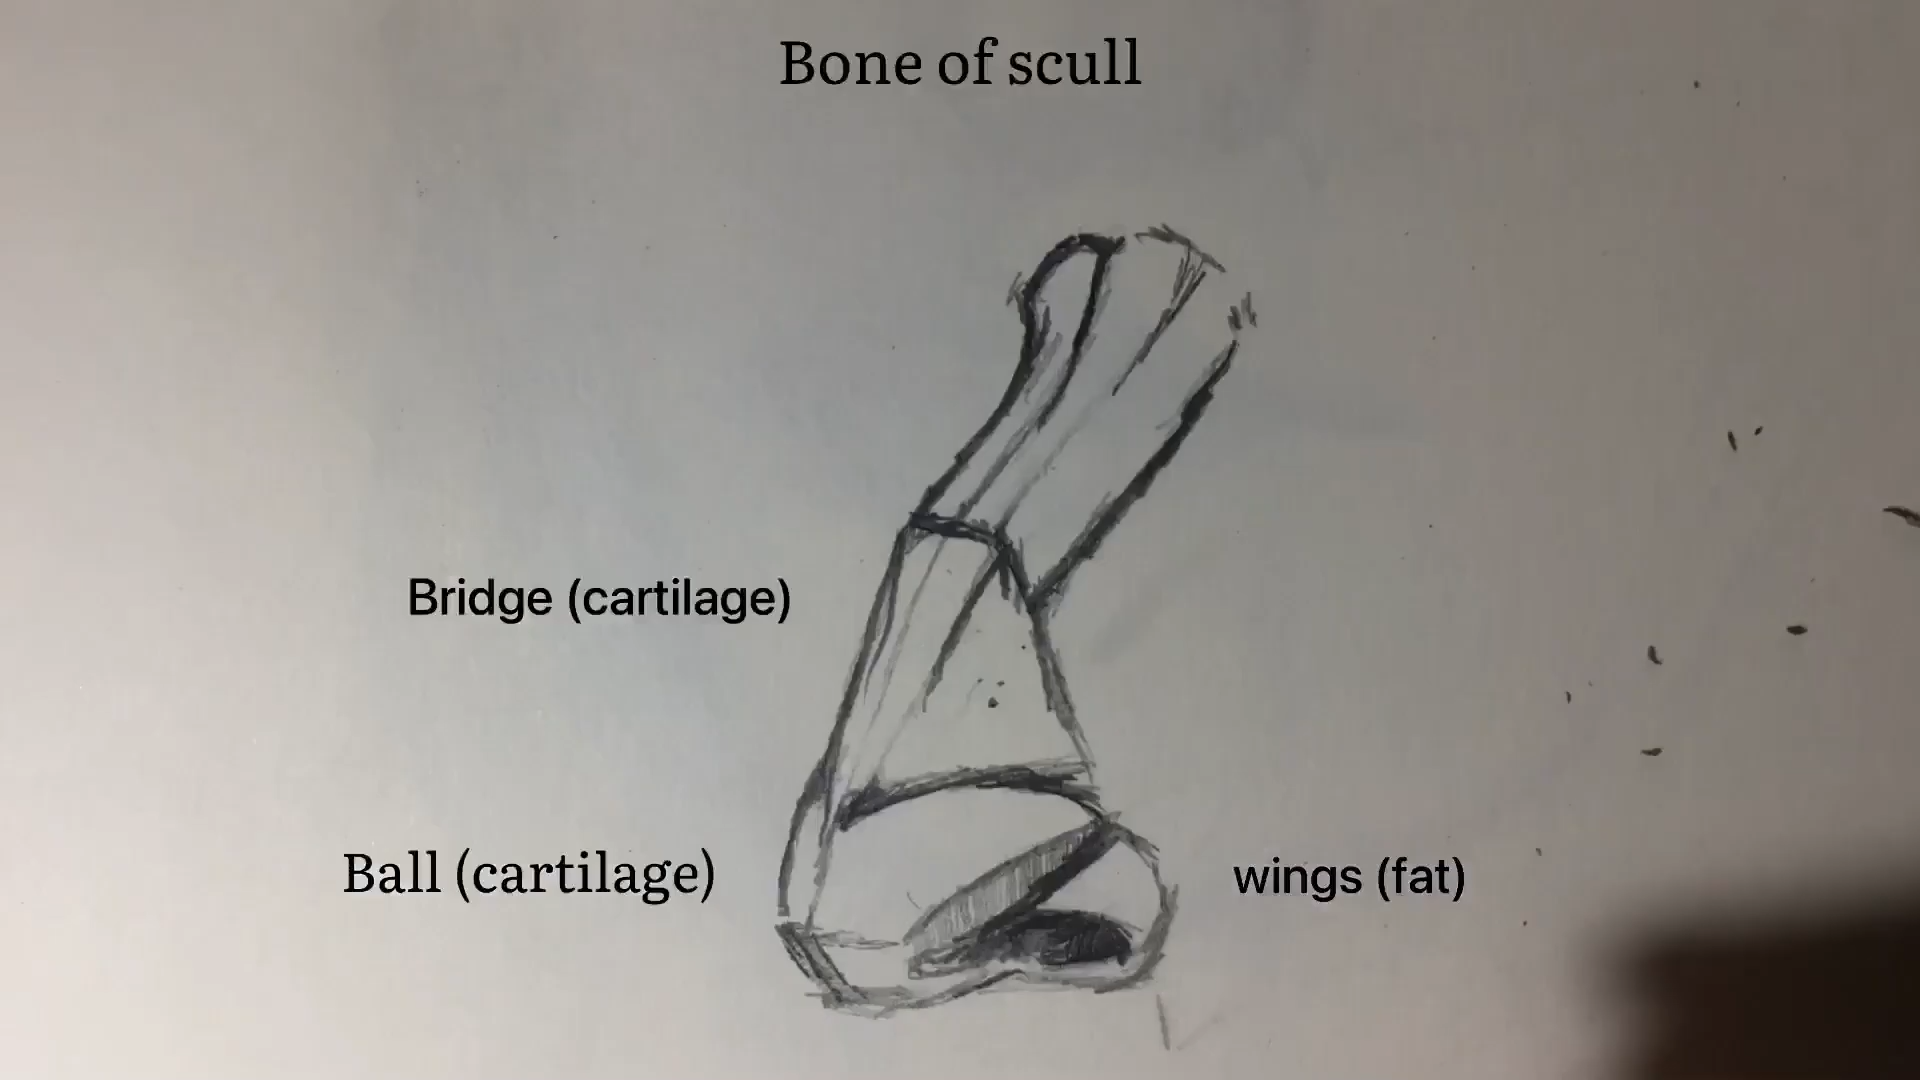 Bone of scull
Bridge (cartilage)
Ball (cartilage)
wings (fat)